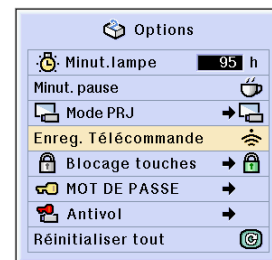 Options
Minut.lampe 95 h
Minut. pause
Mode PRJ
Enreg. Télécommande
Blocage touches
MOT DE PASSE
Antivol
Réinitialiser tout